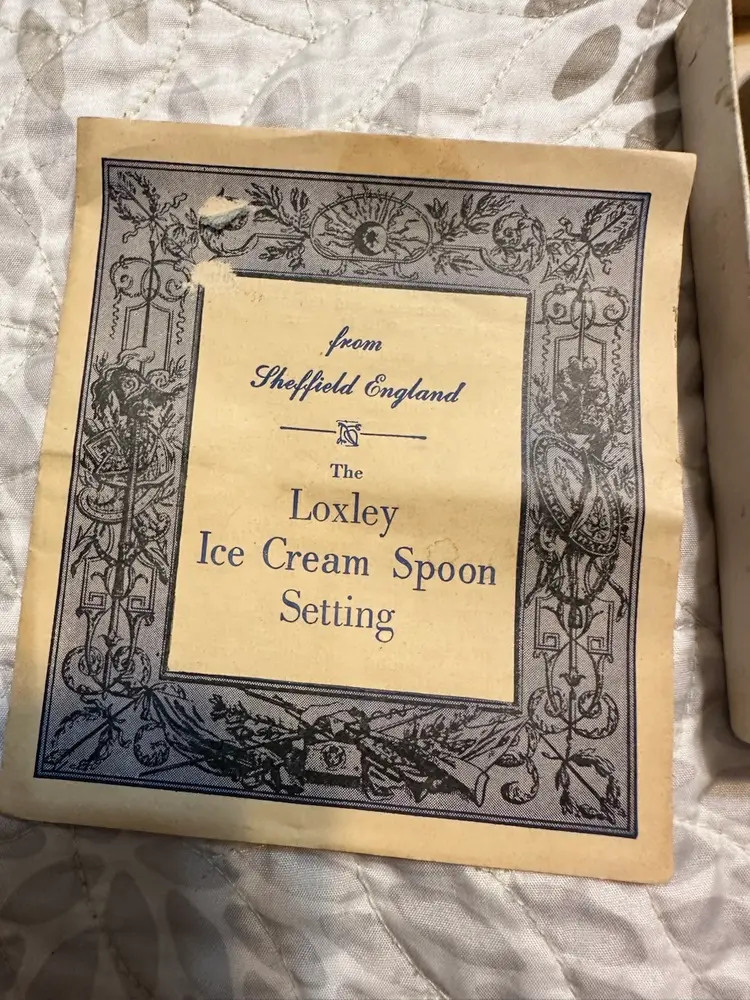 from
Sheffield England
The
Loxley
Ice Cream Spoon
Setting